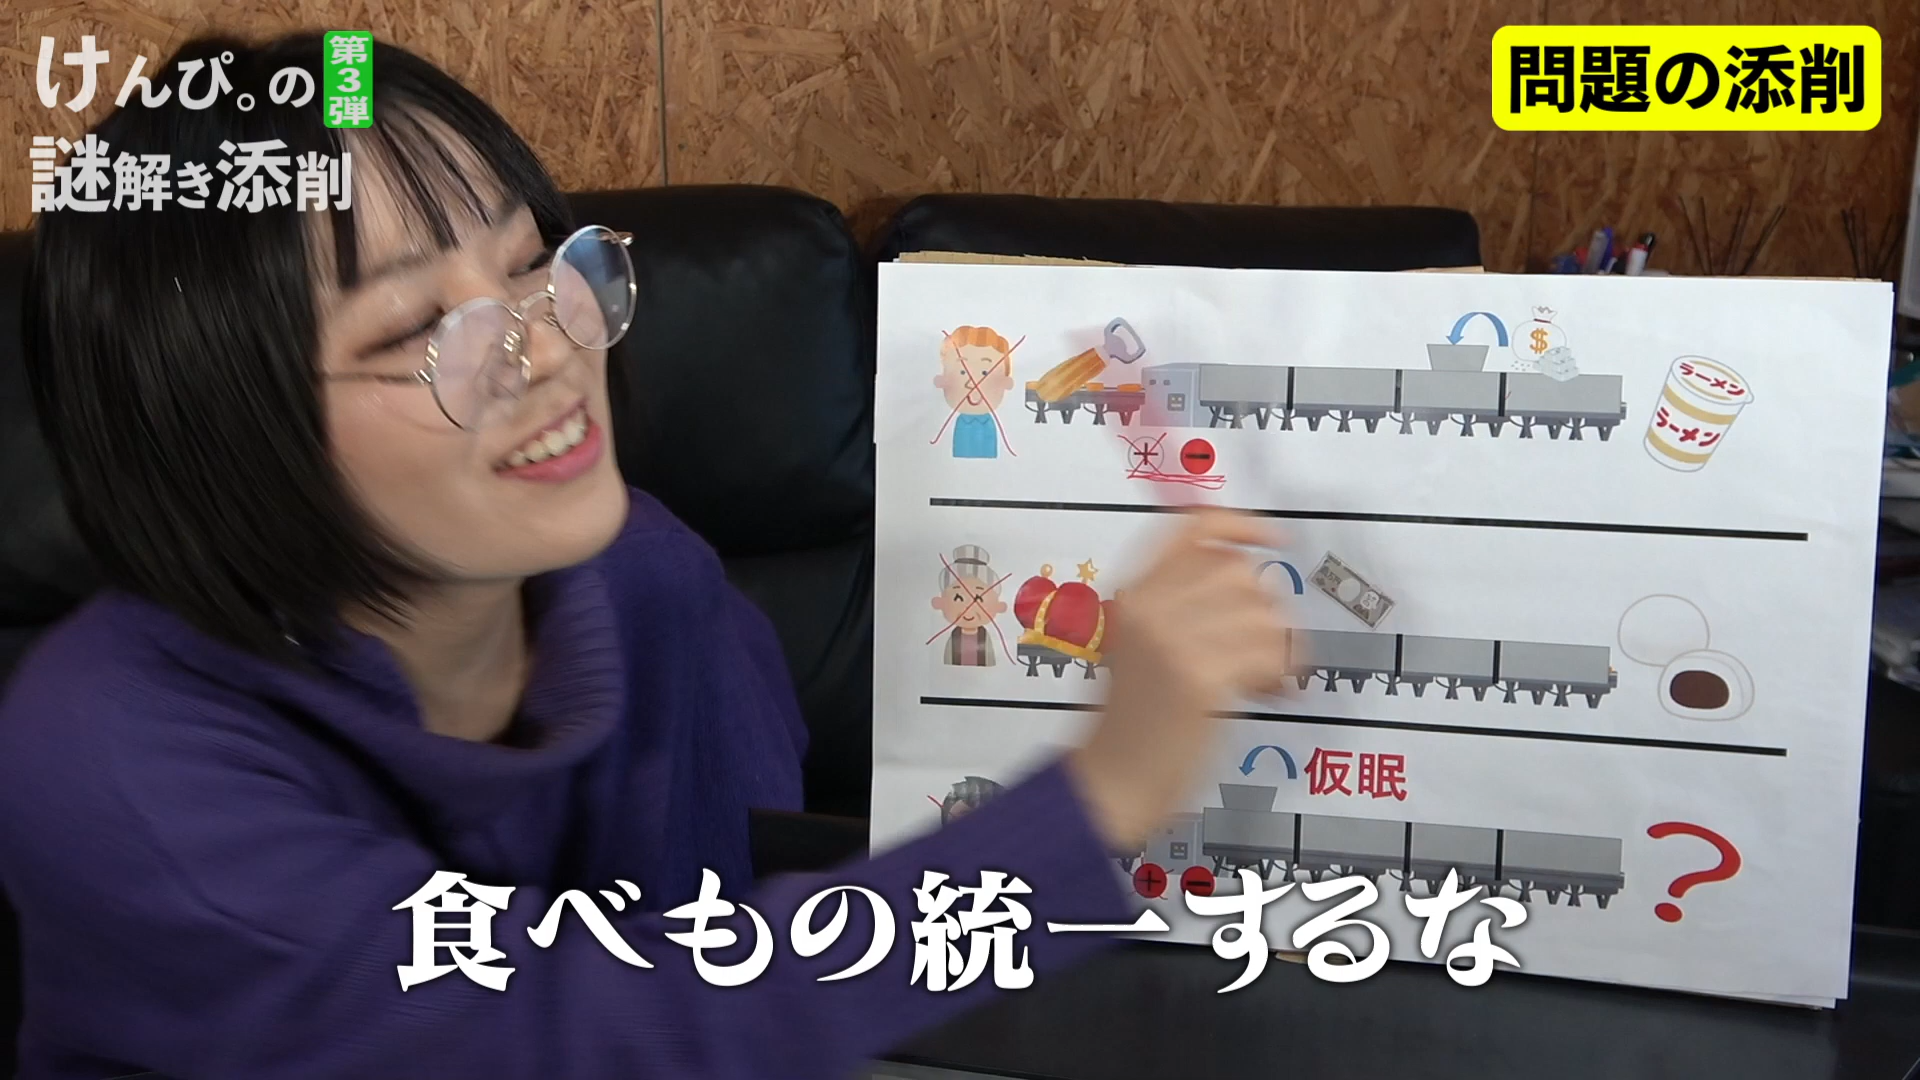 けんぴ。の
第3弾
謎解き添削
問題の添削
$
ラーメン
ラーメン
仮眠
?
食べもの統一するな